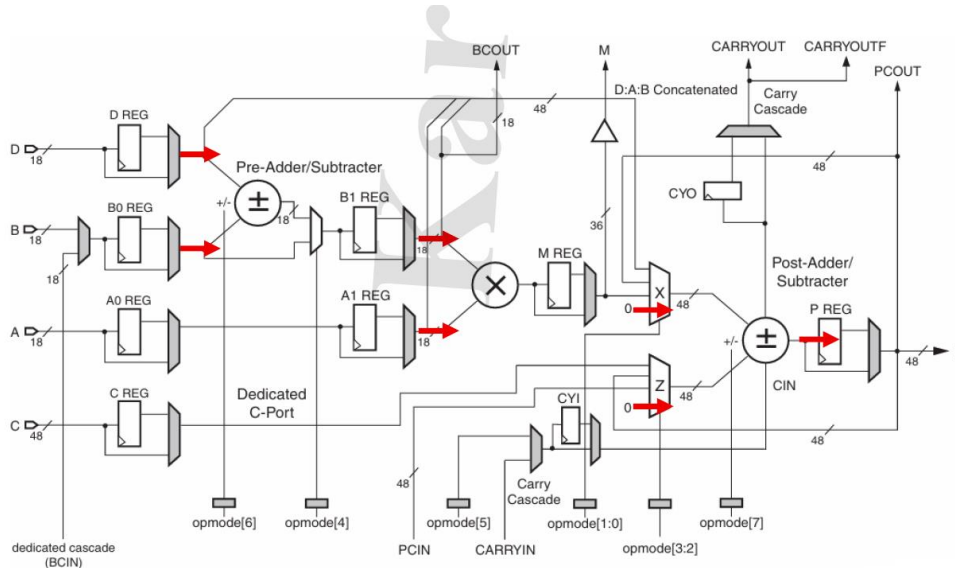 Kar
BCOUT
M
CARRYOUT
CARRYOUTF
PCOUT
D:A:B Concatenated
Carry
Cascade
48
18
48
D REG
D
18
Pre-Adder/Subtracter
±
+/-
18
B0 REG
B
18
18
B1 REG
18
CYO
36
M REG
×
X
0
48
Post-Adder/
Subtracter
A0 REG
A
18
A1 REG
18
±
+/-
P REG
CIN
48
Z
0
48
C REG
C
48
Dedicated
C-Port
CYI
48
48
Carry
Cascade
opmode[6]
opmode[4]
opmode[5]
opmode[1:0]
opmode[7]
dedicated cascade
(BCIN)
PCIN
CARRYIN
opmode[3:2]